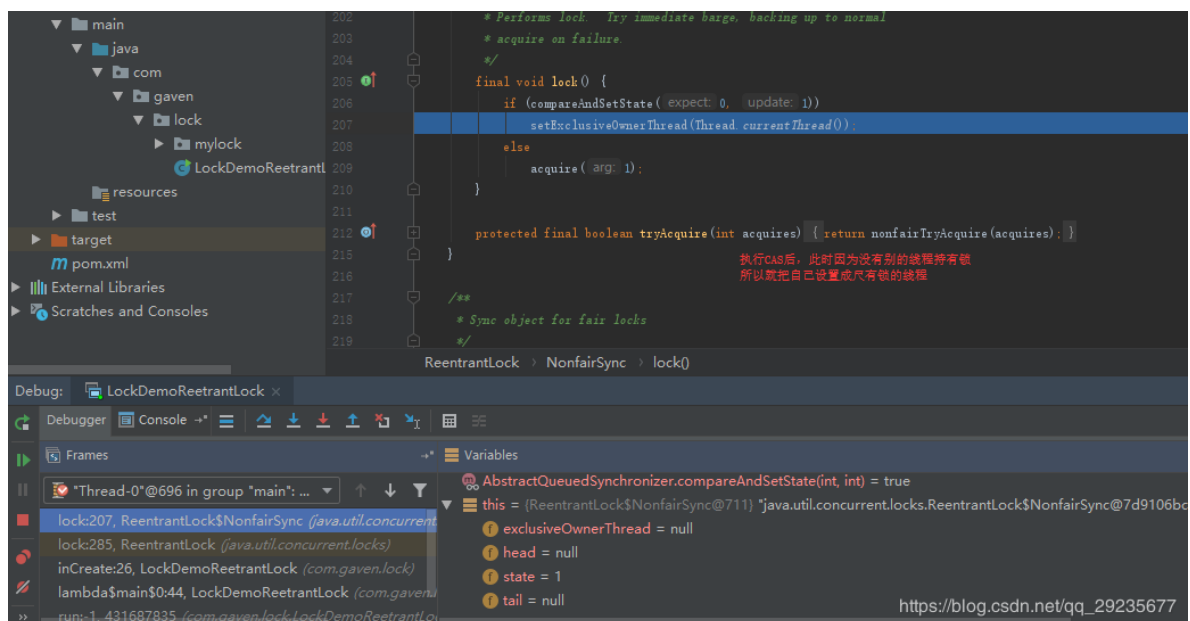 main
java
com
gaven
lock
mylock
LockDemoReetrantL
resources
test
target
pom.xml
External Libraries
Scratches and Consoles
202 * Performs lock. Try immediate barge, backing up to normal
203 * acquire on failure.
204 */
205 final void lock() {
206 if (compareAndSetState( expect: 0, update: 1))
207 setExclusiveOwnerThread(Thread.currentThread());
208 else
209 acquire( arg: 1);
210 }
211
212 protected final boolean tryAcquire(int acquires) { return nonfairTryAcquire(acquires); }
215 }
216
217 /**
218 * Sync object for fair locks
219 */
执行CAS后，此时因为没有别的线程持有锁
所以就把自己设置成尺有锁的线程
ReentrantLock › NonfairSync › lock()
Debug: LockDemoReetrantLock ×
Debugger Console
Frames
Variables
"Thread-0"@696 in group "main": ...
lock:207, ReentrantLock$NonfairSync (java.util.concurrent
lock:285, ReentrantLock (java.util.concurrent.locks)
inCreate:26, LockDemoReetrantLock (com.gaven.lock)
lambda$main$0:44, LockDemoReetrantLock (com.gaven.l
run:-1, 431687835 (com.gaven.lock.LockDemoReetrantLo
AbstractQueuedSynchronizer.compareAndSetState(int, int) = true
this = {ReentrantLock$NonfairSync@711} "java.util.concurrent.locks.ReentrantLock$NonfairSync@7d9106bc
exclusiveOwnerThread = null
head = null
state = 1
tail = null
https://blog.csdn.net/qq_29235677